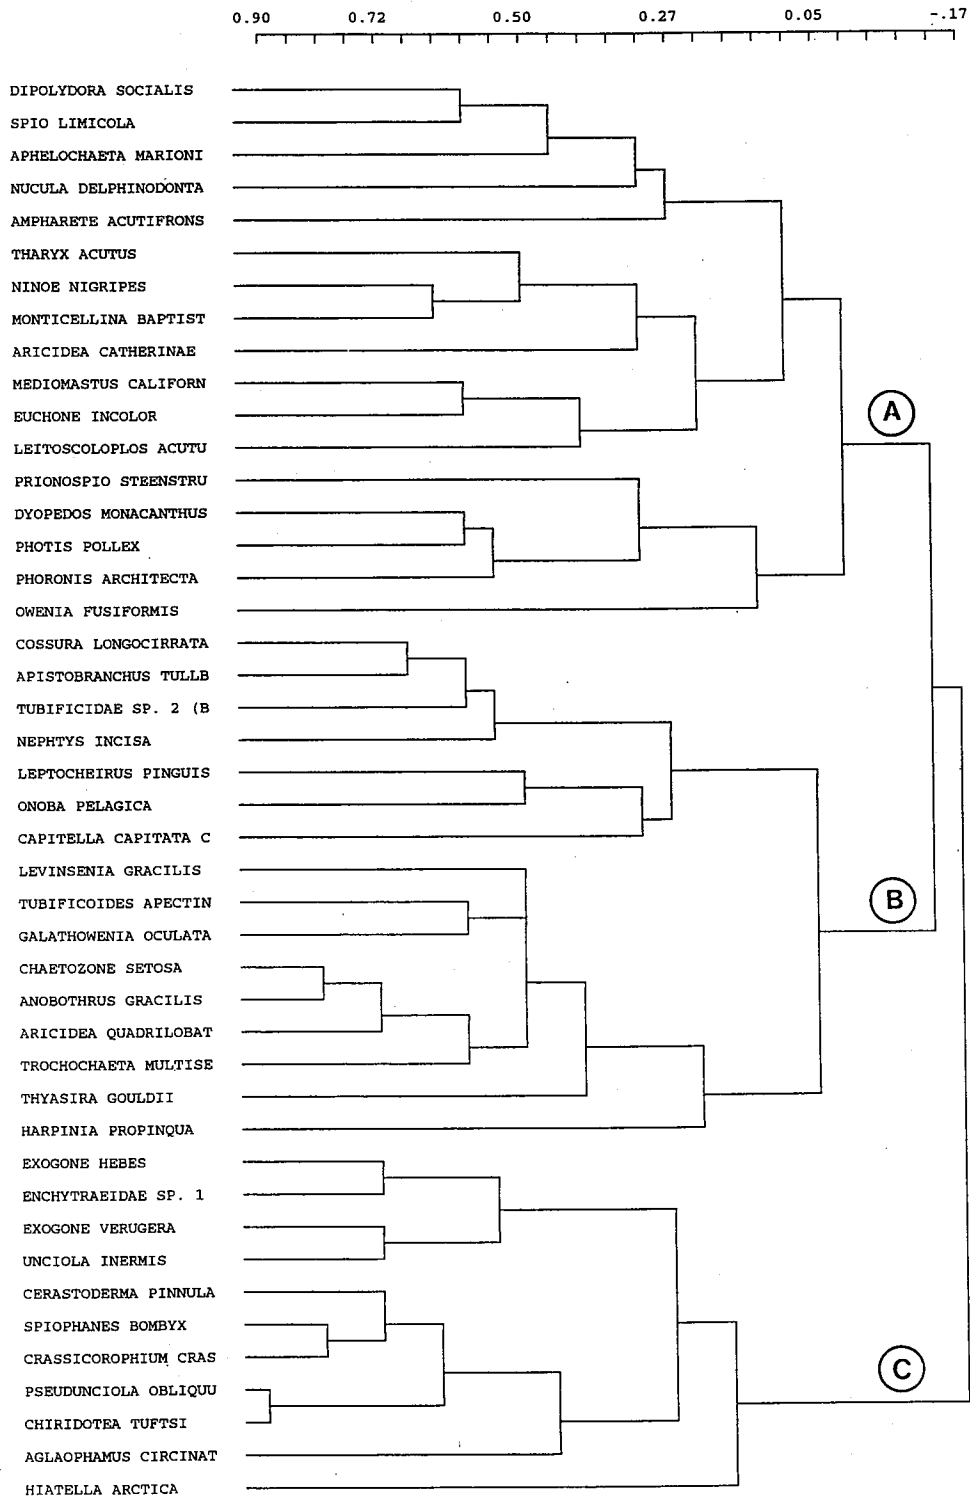 0.90 0.72 0.50 0.27 0.05 -.17
DIPOLYDORA SOCIALIS
SPIO LIMICOLA
APHELOCHAETA MARIONI
NUCULA DELPHINODONTA
AMPHARETE ACUTIFRONS
THARYX ACUTUS
NINOE NIGRIPES
MONTICELLINA BAPTIST
ARICIDEA CATHERINAE
MEDIOMASTUS CALIFORN
EUCHONE INCOLOR
A
LEITOSCOLOPLOS ACUTU
PRIONOSPIO STEENSTRU
DYOPEDOS MONACANTHUS
PHOTIS POLLEX
PHORONIS ARCHITECTA
OWENIA FUSIFORMIS
COSSURA LONGOCIRRATA
APISTOBRANCHUS TULLB
TUBIFICIDAE SP. 2 (B
NEPHTYS INCISA
LEPTOCHEIRUS PINGUIS
ONOBA PELAGICA
CAPITELLA CAPITATA C
LEVINSENIA GRACILIS
TUBIFICOIDES APECTIN
B
GALATHOWENIA OCULATA
CHAETOZONE SETOSA
ANOBOTHRUS GRACILIS
ARICIDEA QUADRILOBAT
TROCHOCHAETA MULTISE
THYASIRA GOULDII
HARPINIA PROPINQUA
EXOGONE HEBES
ENCHYTRAEIDAE SP. 1
EXOGONE VERUGERA
UNCIOLA INERMIS
CERASTODERMA PINNULA
SPIOPHANES BOMBYX
CRASSICOROPHIUM CRAS
C
PSEUDUNCIOLA OBLIQUU
CHIRIDOTEA TUFTSI
AGLAOPHAMUS CIRCINAT
HIATELLA ARCTICA